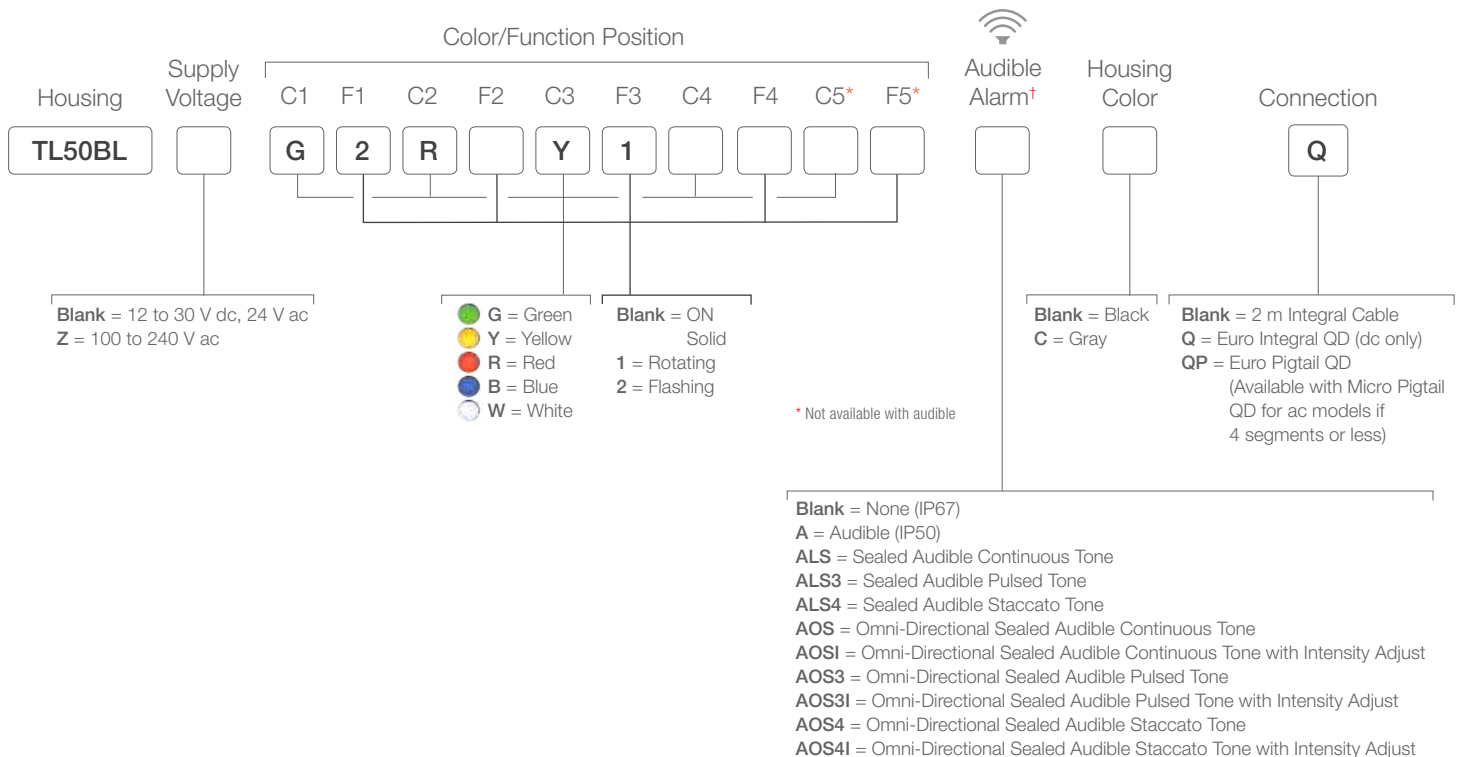 Color/Function Position
Housing
Supply
Voltage
C1 F1 C2 F2 C3 F3 C4 F4 C5* F5*
Audible
Alarm†
Housing
Color
Connection
TL50BL G 2 R Y 1 Q
Blank = 12 to 30 V dc, 24 V ac
Z = 100 to 240 V ac
G = Green
Y = Yellow
R = Red
B = Blue
W = White
Blank = ON
Solid
1 = Rotating
2 = Flashing
* Not available with audible
Blank = Black
C = Gray
Blank = 2 m Integral Cable
Q = Euro Integral QD (dc only)
QP = Euro Pigtail QD
(Available with Micro Pigtail
QD for ac models if
4 segments or less)
Blank = None (IP67)
A = Audible (IP50)
ALS = Sealed Audible Continuous Tone
ALS3 = Sealed Audible Pulsed Tone
ALS4 = Sealed Audible Staccato Tone
AOS = Omni-Directional Sealed Audible Continuous Tone
AOSI = Omni-Directional Sealed Audible Continuous Tone with Intensity Adjust
AOS3 = Omni-Directional Sealed Audible Pulsed Tone
AOS3I = Omni-Directional Sealed Audible Pulsed Tone with Intensity Adjust
AOS4 = Omni-Directional Sealed Audible Staccato Tone
AOS4I = Omni-Directional Sealed Audible Staccato Tone with Intensity Adjust